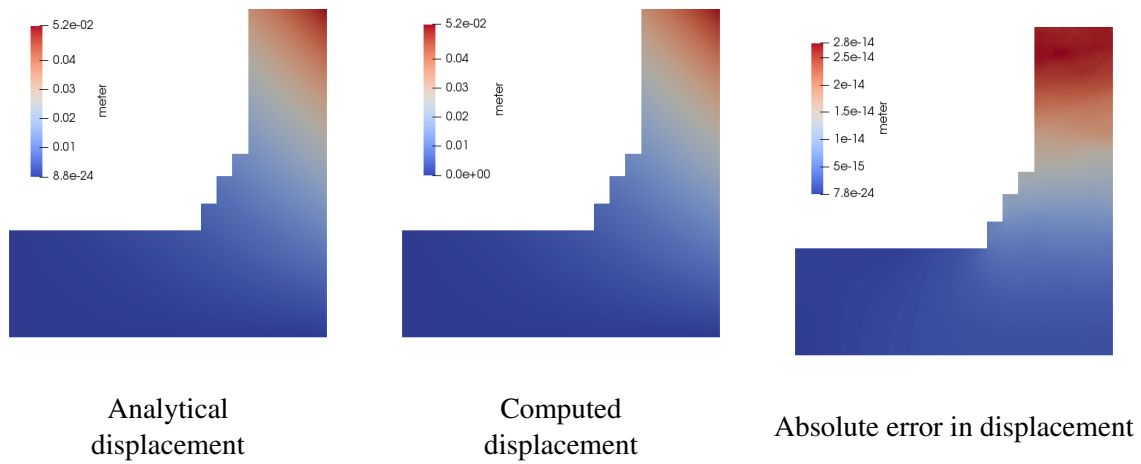 5.2e-02
0.04
0.03
0.02
0.01
8.8e-24
meter
Analytical
displacement
5.2e-02
0.04
0.03
0.02
0.01
0.0e+00
meter
Computed
displacement
2.8e-14
2.5e-14
2e-14
1.5e-14
1e-14
5e-15
7.8e-24
meter
Absolute error in displacement